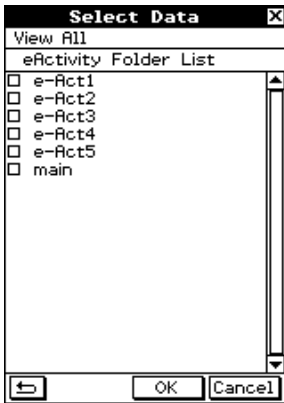 Select Data
View All
eActivity Folder List
e-Act1
e-Act2
e-Act3
e-Act4
e-Act5
main
OK Cancel